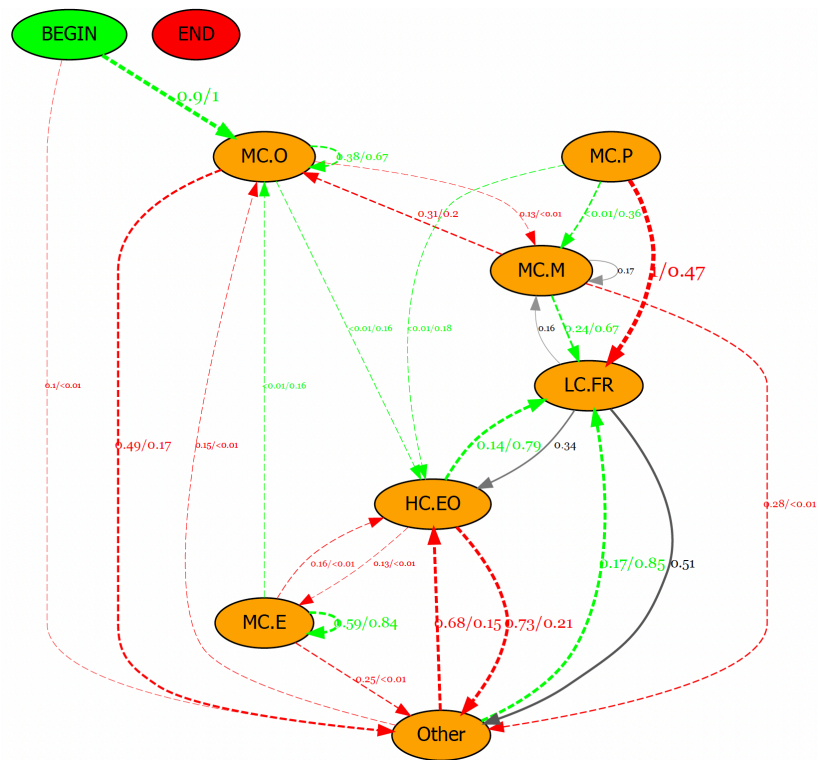 BEGIN
END
0.9/1
MC.O
MC.P
0.38/0.67
0.31/0.2
0.13/<0.01
<0.01/0.36
MC.M
0.17
1/0.47
0.16
0.24/0.67
<0.01/0.16
<0.01/0.18
0.1/<0.01
<0.01/0.16
LC.FR
0.49/0.17
0.15/<0.01
0.14/0.79
0.34
HC.EO
0.28/<0.01
0.16/<0.01
0.13/<0.01
0.17/0.85
0.51
MC.E
0.59/0.84
0.68/0.15
0.73/0.21
0.25/<0.01
Other